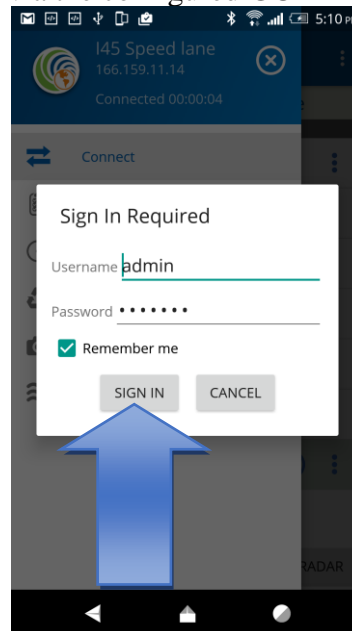 5:10 PM
I45 Speed lane
166.159.11.14
Connected 00:00:04
Connect
Sign In Required
Username admin
Password •••••••
Remember me
SIGN IN CANCEL
RADAR